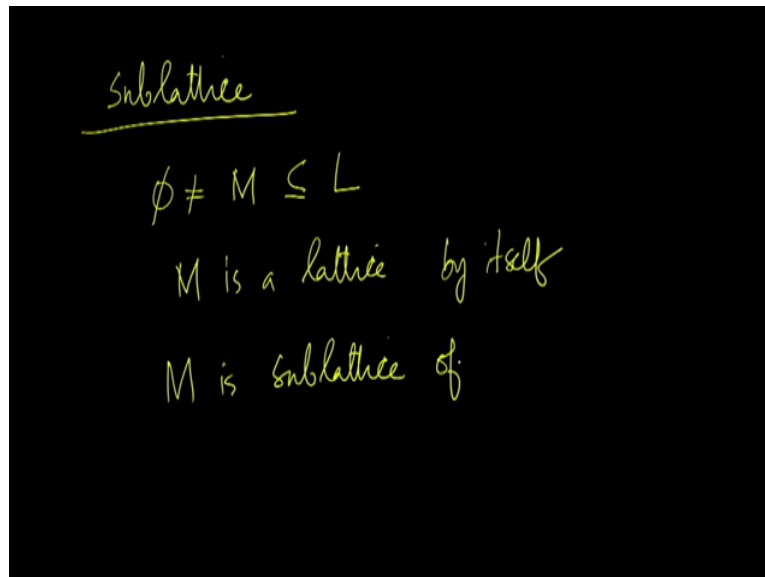 Sublattice
ϕ ≠ M ⊆ L
M is a lattice by itself
M is sublattice of